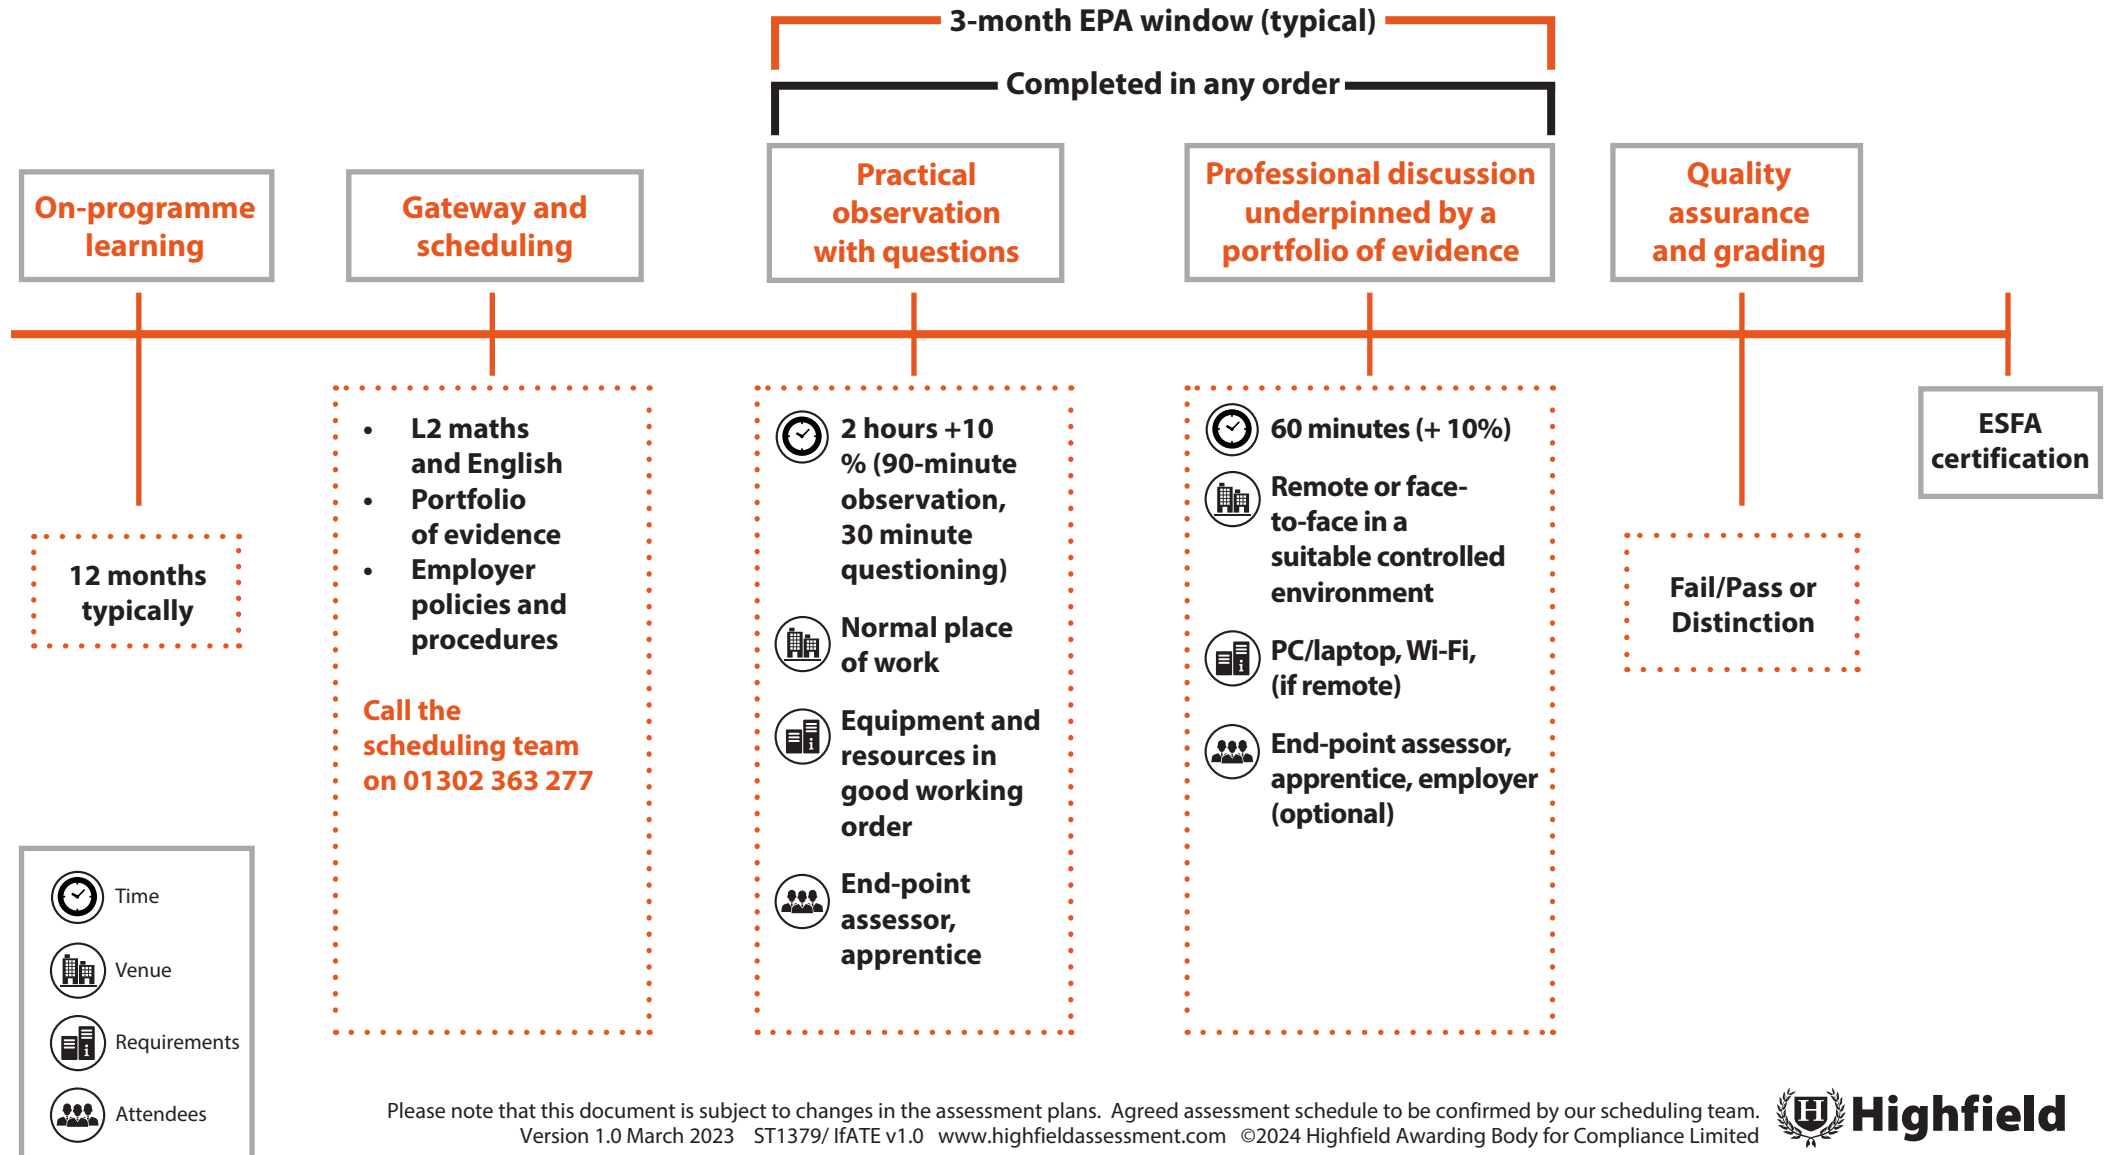 3-month EPA window (typical)
Completed in any order
On-programme
learning
Gateway and
scheduling
Practical
observation
with questions
Professional discussion
underpinned by a
portfolio of evidence
Quality
assurance
and grading
12 months
typically
• L2 maths
and English
• Portfolio
of evidence
• Employer
policies and
procedures
Call the
scheduling team
on 01302 363 277
2 hours +10
% (90-minute
observation,
30 minute
questioning)
Normal place
of work
Equipment and
resources in
good working
order
End-point
assessor,
apprentice
60 minutes (+ 10%)
Remote or face-
to-face in a
suitable controlled
environment
PC/laptop, Wi-Fi,
(if remote)
End-point assessor,
apprentice, employer
(optional)
Fail/Pass or
Distinction
ESFA
certification
Time
Venue
Requirements
Attendees
Please note that this document is subject to changes in the assessment plans. Agreed assessment schedule to be confirmed by our scheduling team.
Version 1.0 March 2023 ST1379/ IfATE v1.0 www.highfieldassessment.com ©2024 Highfield Awarding Body for Compliance Limited
H Highfield